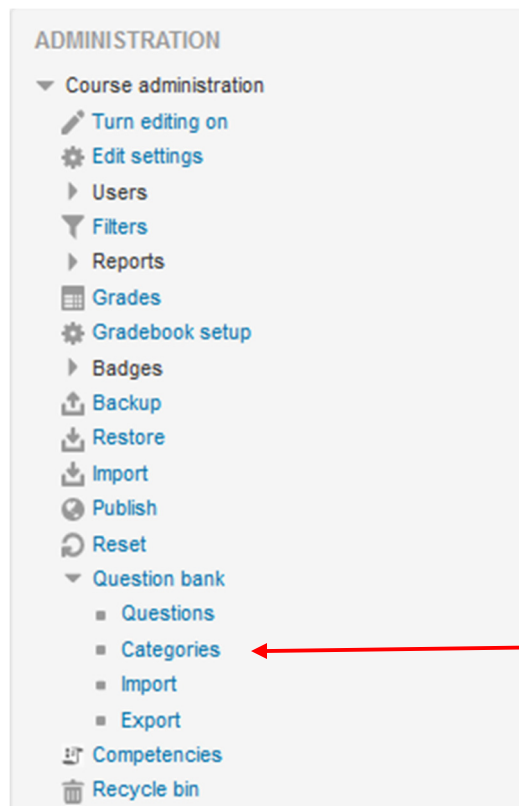 ADMINISTRATION
Course administration
Turn editing on
Edit settings
Users
Filters
Reports
Grades
Gradebook setup
Badges
Backup
Restore
Import
Publish
Reset
Question bank
Questions
Categories
Import
Export
Competencies
Recycle bin